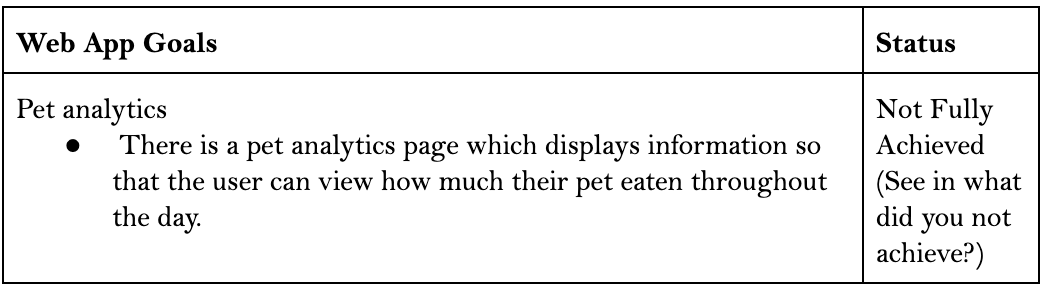 Web App Goals
Status
Pet analytics
● There is a pet analytics page which displays information so
that the user can view how much their pet eaten throughout
the day.
Not Fully
Achieved
(See in what
did you not
achieve?)